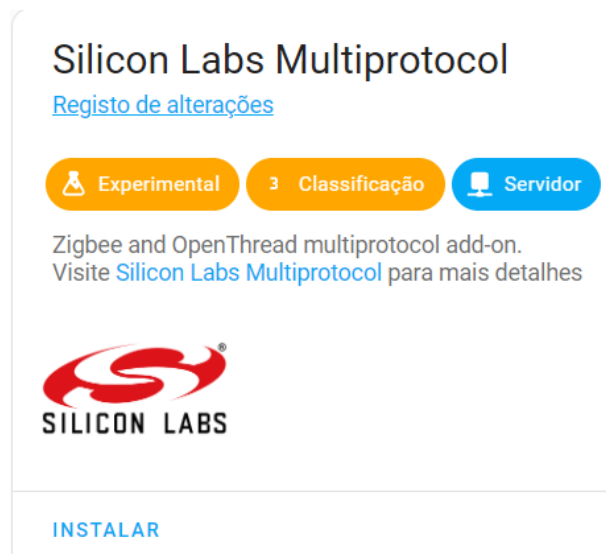 Silicon Labs Multiprotocol
Registo de alterações
Experimental 3 Classificação Servidor
Zigbee and OpenThread multiprotocol add-on.
Visite Silicon Labs Multiprotocol para mais detalhes
®
SILICON LABS
INSTALAR